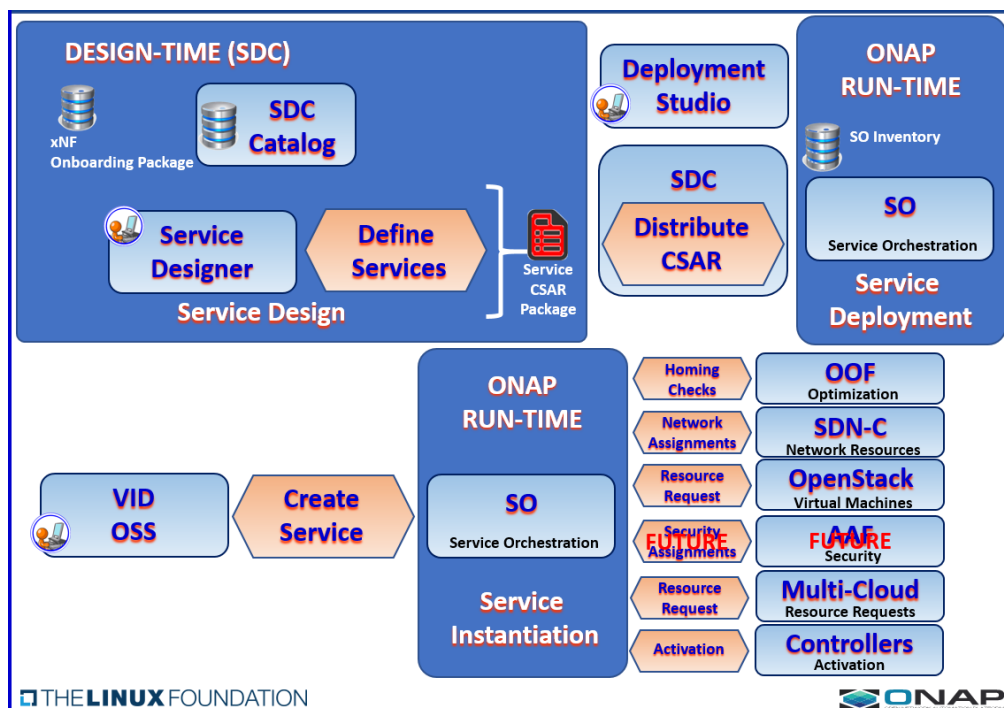 DESIGN-TIME (SDC)
xNF
Onboarding Package
SDC
Catalog
Service
Designer
Define
Services
Service
CSAR
Package
Service Design
Deployment
Studio
SDC
Distribute
CSAR
ONAP
RUN-TIME
SO Inventory
SO
Service Orchestration
Service
Deployment
VID
OSS
Create
Service
ONAP
RUN-TIME
SO
Service Orchestration
Service
Instantiation
Homing
Checks
OOF
Optimization
Network
Assignments
SDN-C
Network Resources
Resource
Request
OpenStack
Virtual Machines
Security
Assignments
FUTURE
AAF
FUTURE
Security
Resource
Request
Multi-Cloud
Resource Requests
Activation
Controllers
Activation
THE LINUX FOUNDATION
ONAP